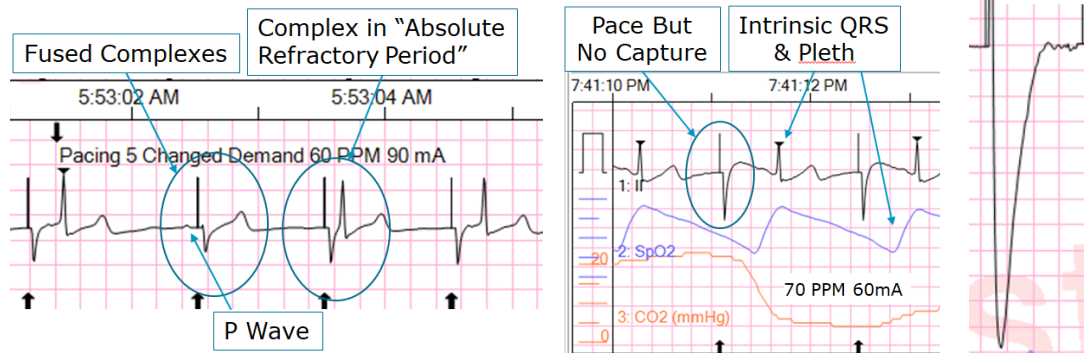 Fused Complexes
Complex in “Absolute
Refractory Period”
5:53:02 AM
5:53:04 AM
Pacing 5 Changed Demand 60 PPM 90 mA
P Wave
Pace But
No Capture
Intrinsic QRS
& Pleth
7:41:10 PM
7:41:12 PM
1: II
2: SpO2
20
70 PPM 60mA
3: CO2 (mmHg)
0
st